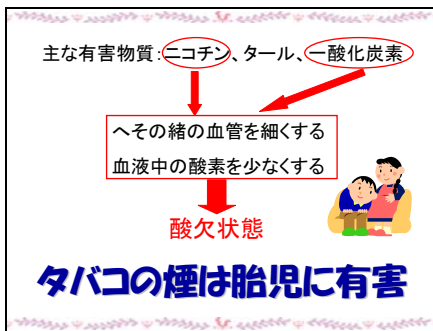 主な有害物質：ニコチン、タール、一酸化炭素
へその緒の血管を細くする
血液中の酸素を少なくする
酸欠状態
タバコの煙は胎児に有害